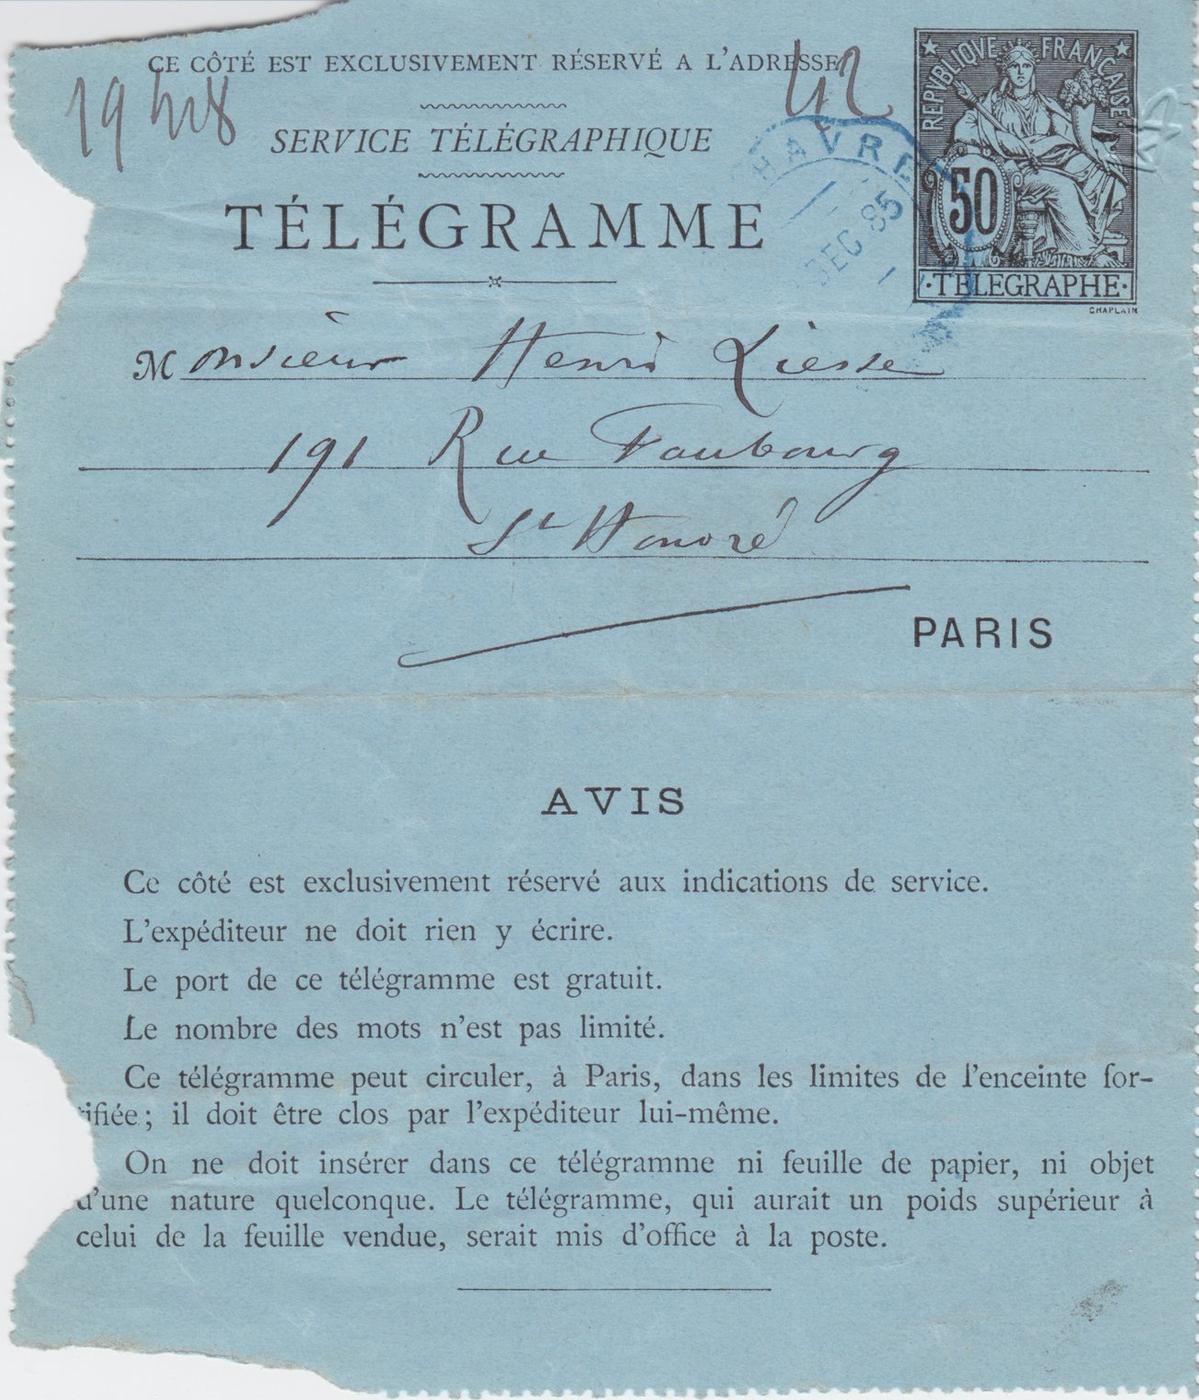 CE CÔTÉ EST EXCLUSIVEMENT RÉSERVÉ A L'ADRESSE
42
SERVICE TÉLÉGRAPHIQUE
TÉLÉGRAMME
HAVRE
DEC 85
RÉPUBLIQUE FRANÇAISE
50
·TÉLÉGRAPHE·
CHAPLAIN
Monsieur Henri Liesse
191 Rue Faubourg
St Honoré
PARIS
AVIS
Ce côté est exclusivement réservé aux indications de service.
L'expéditeur ne doit rien y écrire.
Le port de ce télégramme est gratuit.
Le nombre des mots n'est pas limité.
Ce télégramme peut circuler, à Paris, dans les limites de l'enceinte for-
tifiée; il doit être clos par l'expéditeur lui-même.
On ne doit insérer dans ce télégramme ni feuille de papier, ni objet
d'une nature quelconque. Le télégramme, qui aurait un poids supérieur à
celui de la feuille vendue, serait mis d'office à la poste.